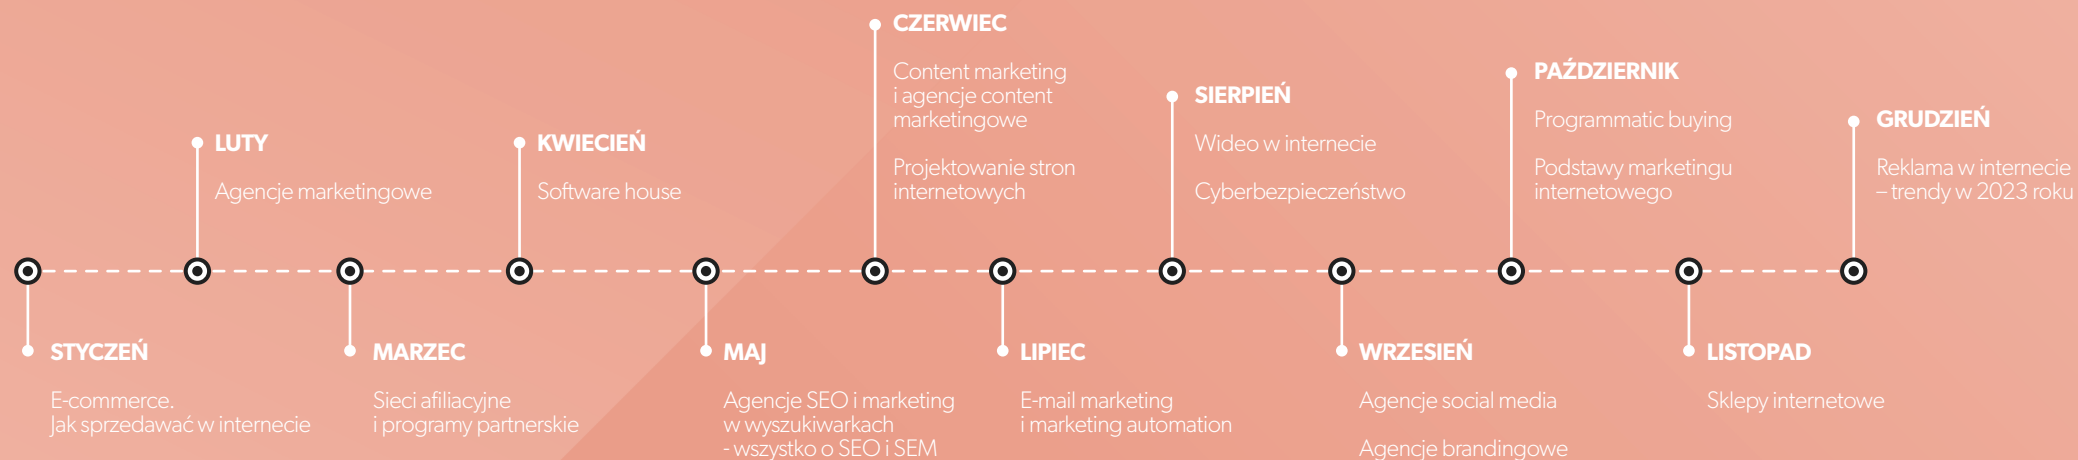 STYCZEŃ
E-commerce.
Jak sprzedawać w internecie
LUTY
Agencje marketingowe
MARZEC
Sieci afiliacyjne
i programy partnerskie
KWIECIEŃ
Software house
MAJ
Agencje SEO i marketing
w wyszukiwarkach
- wszystko o SEO i SEM
CZERWIEC
Content marketing
i agencje content
marketingowe
Projektowanie stron
internetowych
LIPIEC
E-mail marketing
i marketing automation
SIERPIEŃ
Wideo w internecie
Cyberbezpieczeństwo
WRZESIEŃ
Agencje social media
Agencje brandingowe
PAŹDZIERNIK
Programmatic buying
Podstawy marketingu
internetowego
LISTOPAD
Sklepy internetowe
GRUDZIEŃ
Reklama w internecie
– trendy w 2023 roku